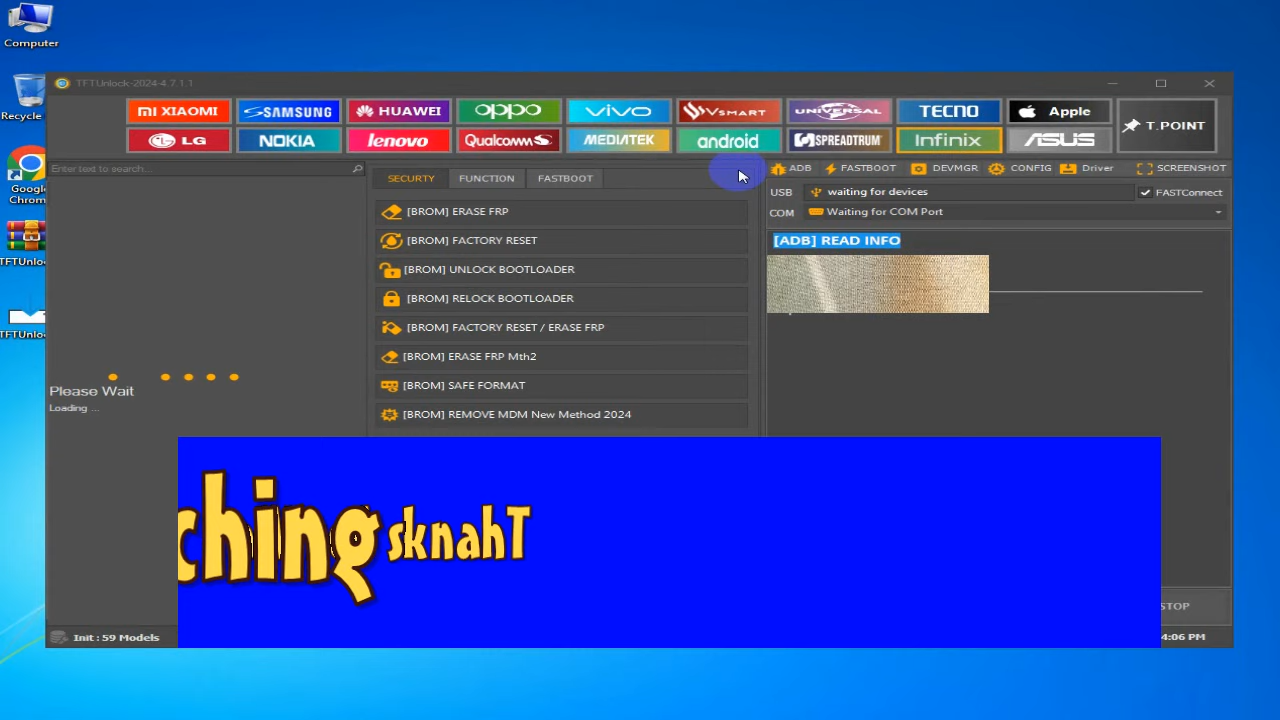 Computer
Recycle
Google
Chrom
TFTUnlo
TFTUnlo
TFTUnlock-2024-4.7.1.1
MI XIAOMI SAMSUNG HUAWEI oppo vivo VSMART UNIVERSAL TECNO Apple T.POINT
LG NOKIA lenovo Qualcomm MEDIATEK android SPREADTRUM Infinix ASUS
Enter text to search...
SECURTY FUNCTION FASTBOOT
ADB FASTBOOT DEVMGR CONFIG Driver SCREENSHOT
USB waiting for devices FASTConnect
COM Waiting for COM Port
[ADB] READ INFO
[BROM] ERASE FRP
[BROM] FACTORY RESET
[BROM] UNLOCK BOOTLOADER
[BROM] RELOCK BOOTLOADER
[BROM] FACTORY RESET / ERASE FRP
[BROM] ERASE FRP Mth2
[BROM] SAFE FORMAT
[BROM] REMOVE MDM New Method 2024
Please Wait
Loading ...
ching sknahT
STOP
Init : 59 Models
4:06 PM